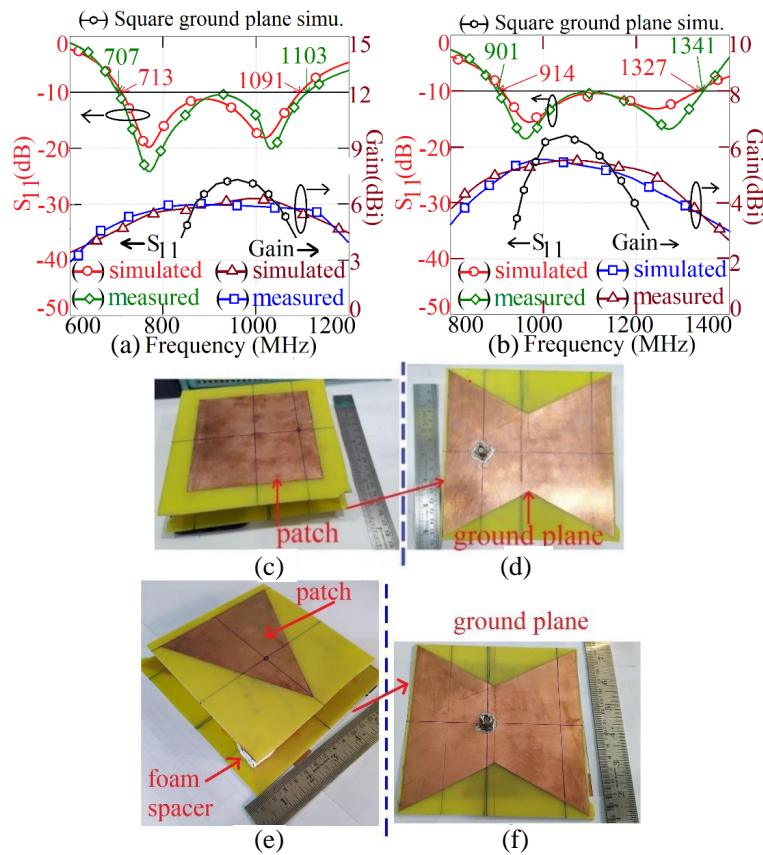 (-o-) Square ground plane simu.
0
-10
-20
-30
-40
-50
S11(dB)
707
713
1103
1091
15
12
9
6
3
0
Gain(dBi)
← S11
Gain →
(-o-) simulated (-△-) simulated
(-◇-) measured (-□-) measured
600 800 1000 1200
(a) Frequency (MHz)
(-o-) Square ground plane simu.
0
-10
-20
-30
-40
-50
S11(dB)
901
914
1341
1327
10
8
6
4
2
0
Gain(dBi)
← S11
Gain →
(-o-) simulated (-□-) simulated
(-◇-) measured (-△-) measured
800 1000 1200 1400
(b) Frequency (MHz)
patch
ground plane
(c)
(d)
patch
foam
spacer
ground plane
(e)
(f)